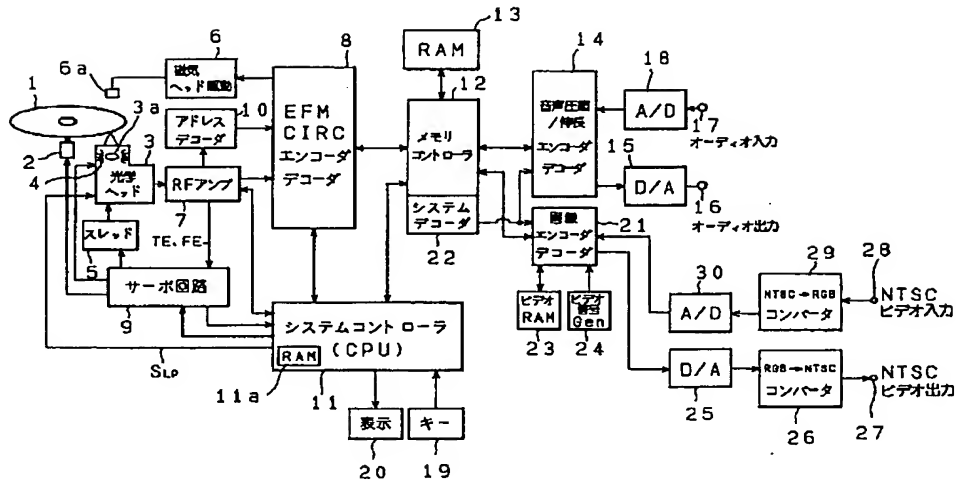 13
RAM
6
8
12
14
18
6a
磁気
ヘッド駆動
A/D
17
オーディオ入力
1
3a
10
アドレス
デコーダ
EFM
CIRC
エンコーダ
デコーダ
メモリ
コントローラ
音声圧縮
/伸長
エンコーダ
デコーダ
15
D/A
16
オーディオ出力
2
3
4
光学
ヘッド
RFアンプ
7
システム
デコーダ
22
画像
エンコーダ
デコーダ
21
スレッド
5
TE、FE
サーボ回路
9
ビデオ
RAM
23
ビデオ
信号
Gen
24
30
A/D
29
NTSC→RGB
コンバータ
28
NTSC
ビデオ入力
システムコントローラ
(CPU)
RAM
11a
11
SLP
D/A
25
RGB→NTSC
コンバータ
26
NTSC
ビデオ出力
27
表示
20
キー
19